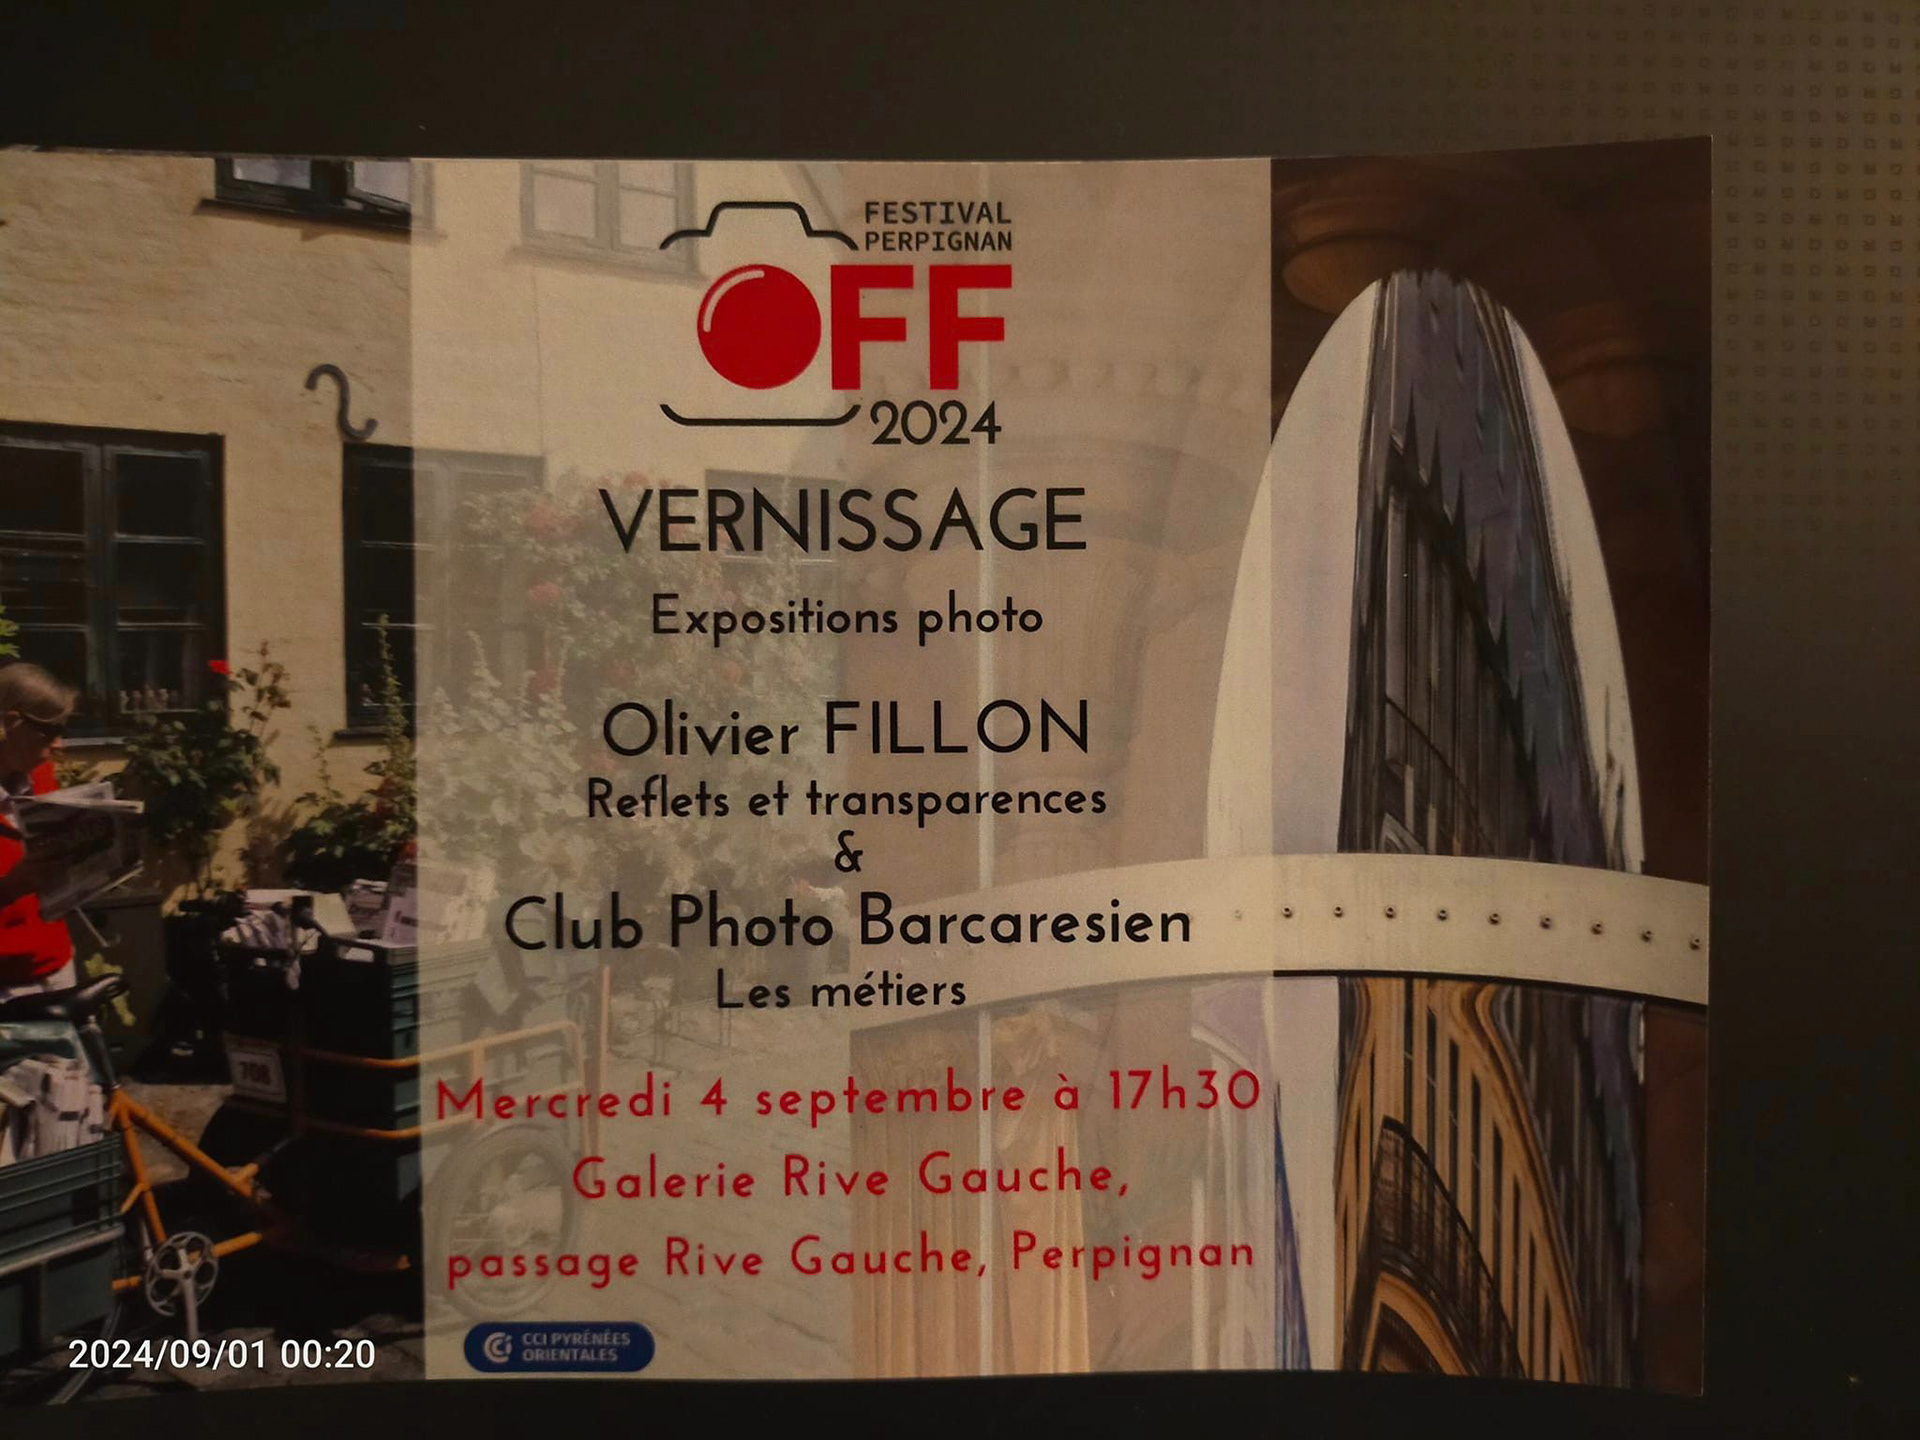 FESTIVAL
PERPIGNAN
OFF
2024
VERNISSAGE
Expositions photo
Olivier FILLON
Reflets et transparences
&
Club Photo Barcaresien
Les métiers
Mercredi 4 septembre à 17h30
Galerie Rive Gauche,
passage Rive Gauche, Perpignan
CCI PYRÉNÉES
ORIENTALES
708
2024/09/01 00:20